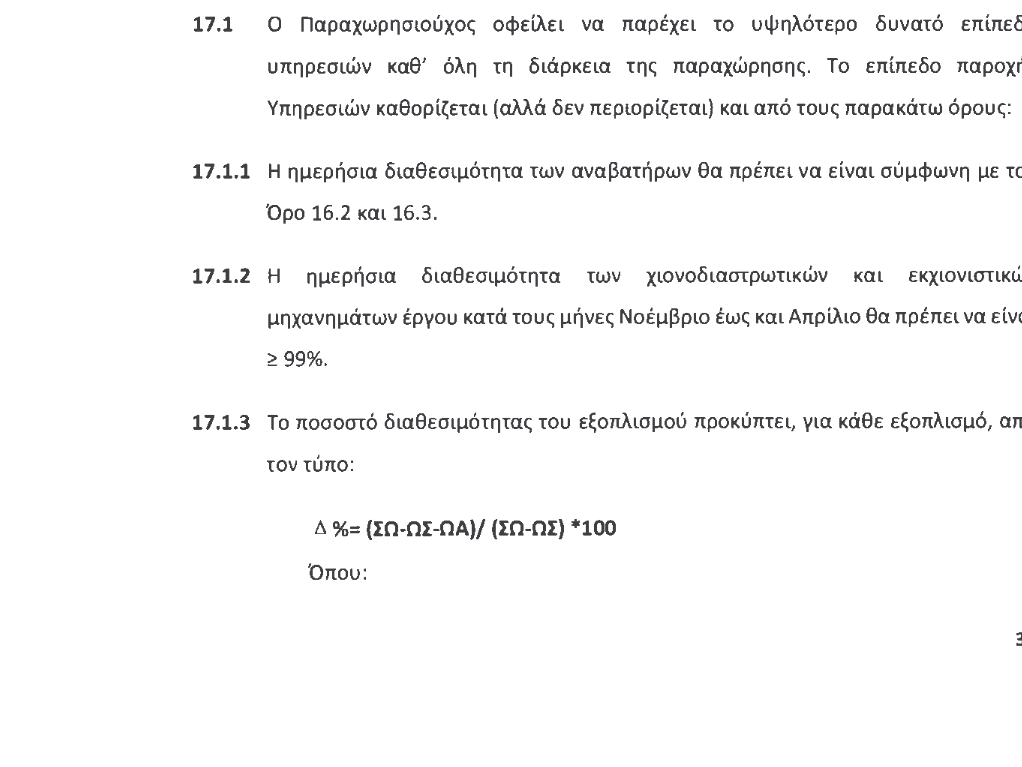 17.1 Ο Παραχωρησιούχος οφείλει να παρέχει το υψηλότερο δυνατό επίπεδ
υπηρεσιών καθ’ όλη τη διάρκεια της παραχώρησης. Το επίπεδο παροχή
Υπηρεσιών καθορίζεται (αλλά δεν περιορίζεται) και από τους παρακάτω όρους:
17.1.1 Η ημερήσια διαθεσιμότητα των αναβατήρων θα πρέπει να είναι σύμφωνη με το
Όρο 16.2 και 16.3.
17.1.2 Η ημερήσια διαθεσιμότητα των χιονοδιαστρωτικών και εκχιονιστικώ
μηχανημάτων έργου κατά τους μήνες Νοέμβριο έως και Απρίλιο θα πρέπει να είνα
≥ 99%.
17.1.3 Το ποσοστό διαθεσιμότητας του εξοπλισμού προκύπτει, για κάθε εξοπλισμό, απ
τον τύπο:
Δ %= (ΣΩ-ΩΣ-ΩΑ)/ (ΣΩ-ΩΣ) *100
Όπου:
3